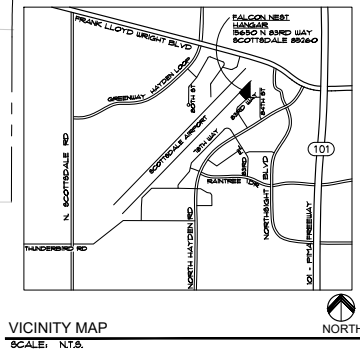 FRANK LLOYD WRIGHT BLVD
FALCON NEST
HANGAR
15650 N 83RD WAY
SCOTTSDALE 85260
GREENWAY HAYDEN LOOP
80TH ST
83RD WAY
84TH ST
SCOTTSDALE AIRPORT
78TH WAY
83RD PL
RAINTREE DR
N. SCOTTSDALE RD
NORTHSIGHT BLVD
101
101 - PIMA FREEWAY
NORTH HAYDEN RD
THUNDERBIRD RD
VICINITY MAP
NORTH
SCALE: N.T.S.